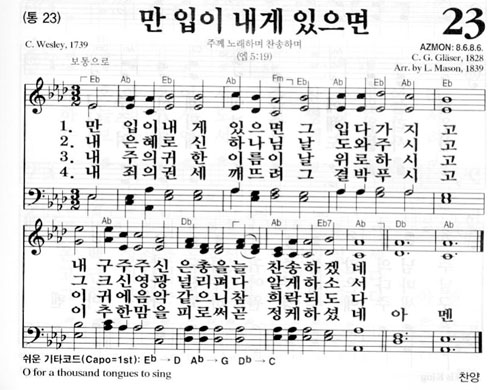 (통 23)
만 입이 내게 있으면
23
C. Wesley, 1739
주께 노래하며 찬송하며
(엡 5:19)
AZMON: 8.6.8.6.
C. G. Gläser, 1828
Arr. by L. Mason, 1839
보통으로
Eb Ab Eb Ab Fm Eb Ab Eb
1. 만 입이내 게 있으 면 그 입다가 지 고
2. 내 은혜로 신 하나 님 날 도와주 시 고
3. 내 주의귀 한 이름 이 날 위로하 시 고
4. 내 죄의권 세 깨뜨 려 그 결박푸 시 고
Ab Db Ab Eb7 Ab Db Ab
내 구주주신 은총을늘 찬송하겠 네
그 크신영광 널리펴다 알게하소 서
이 귀에음악 같으니참 희락되도 다
이 추한맘을 피로써곧 정케하셨 네 아 멘
쉬운 기타코드(Capo=1st): Eb → D Ab → G Db → C
O for a thousand tongues to sing
찬양